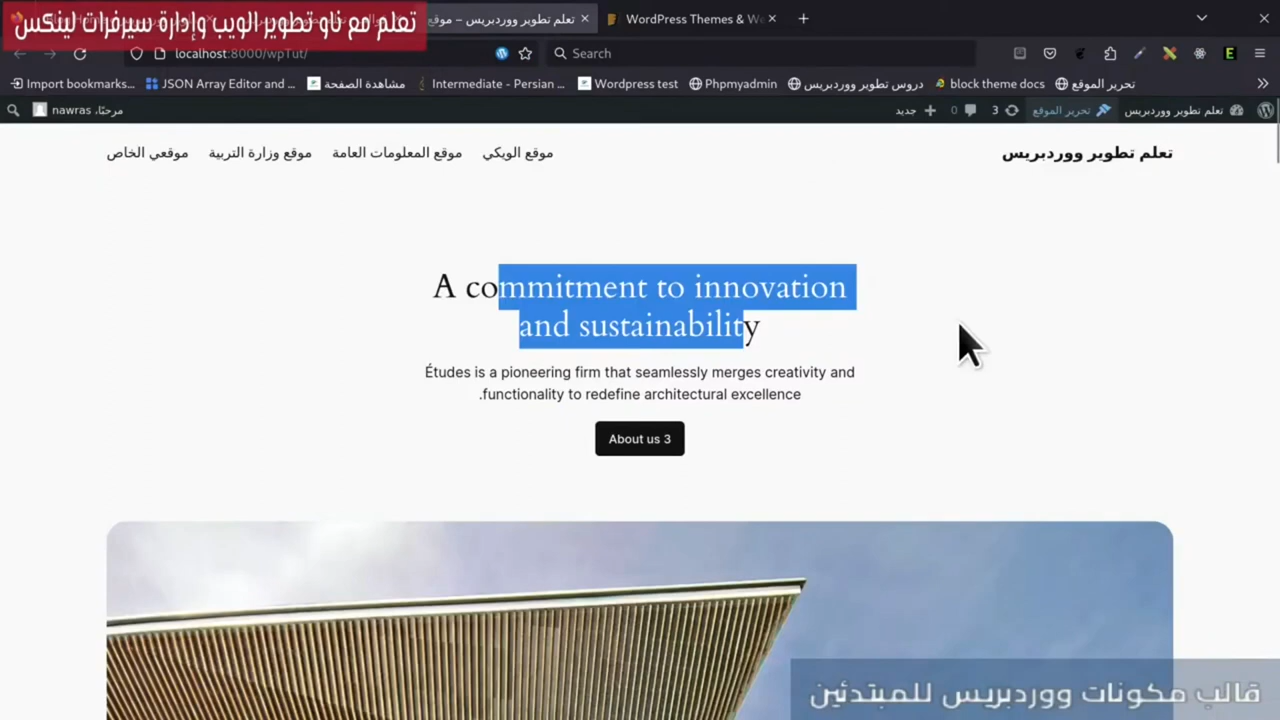 تعلم مع ناو تطوير الويب وإدارة سيرفرات لينكس
تعلم تطوير ووردبريس – موقع
WordPress Themes & We
localhost:8000/wpTut/
Search
Import bookmarks...
JSON Array Editor and ...
مشاهدة الصفحة
Intermediate - Persian ...
Wordpress test
Phpmyadmin
دروس تطوير ووردبريس
block theme docs
تحرير الموقع
تعلم تطوير ووردبريس
تحرير الموقع
3
0
جديد
مرحبًا، nawras
تعلم تطوير ووردبريس
موقع الويكي
موقع المعلومات العامة
موقع وزارة التربية
موقعي الخاص
A commitment to innovation
and sustainability
Études is a pioneering firm that seamlessly merges creativity and
.functionality to redefine architectural excellence
About us 3
قالب مكونات ووردبريس للمبتدئين